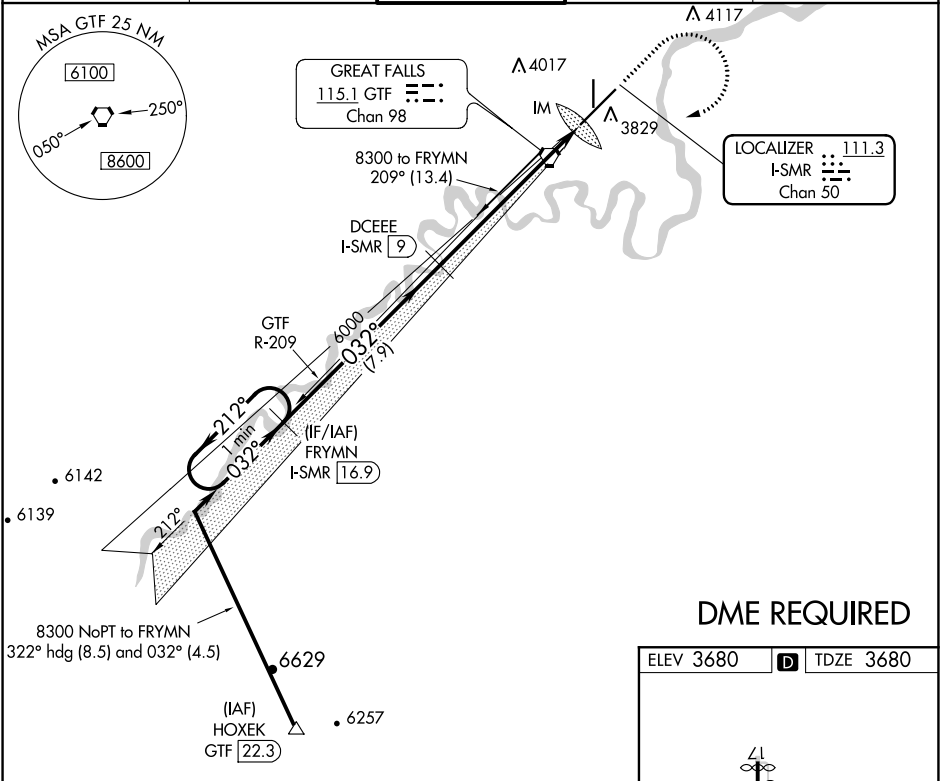 MSA GTF 25 NM
6100
050°
250°
8600
GREAT FALLS
115.1 GTF
Chan 98
4017
4117
IM
3829
LOCALIZER 111.3
I-SMR
Chan 50
8300 to FRYMN
209° (13.4)
DCEEE
I-SMR 9
GTF
R-209
6000
032°
(7.9)
212°
1 min
032°
(IF/IAF)
FRYMN
I-SMR 16.9
6142
6139
212°
8300 NoPT to FRYMN
322° hdg (8.5) and 032° (4.5)
6629
(IAF)
HOXEK
GTF 22.3
6257
DME REQUIRED
ELEV 3680 D TDZE 3680
17